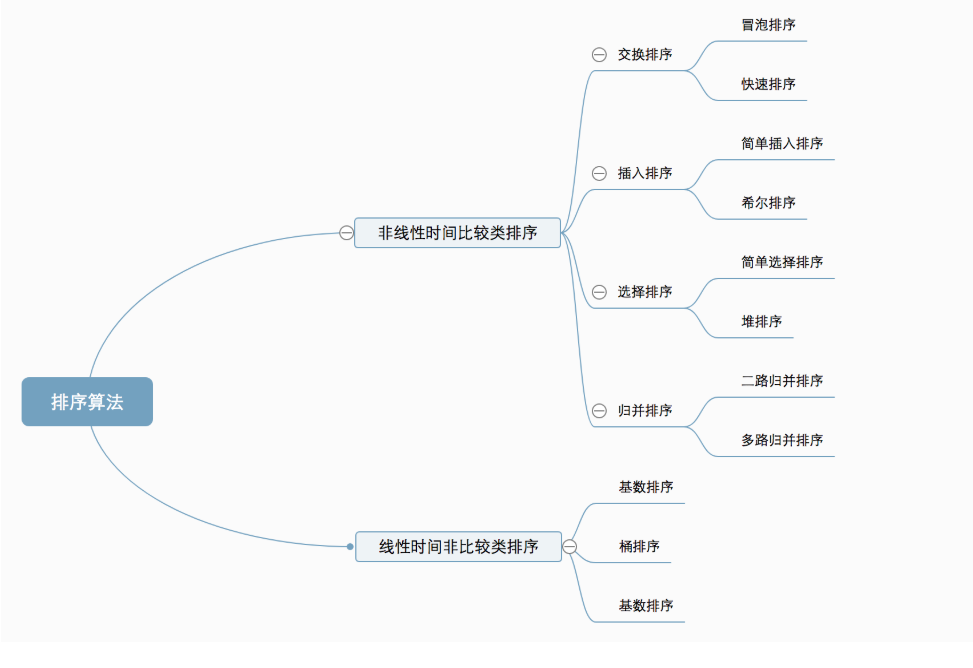 排序算法
非线性时间比较类排序
交换排序
冒泡排序
快速排序
插入排序
简单插入排序
希尔排序
选择排序
简单选择排序
堆排序
归并排序
二路归并排序
多路归并排序
线性时间非比较类排序
基数排序
桶排序
基数排序